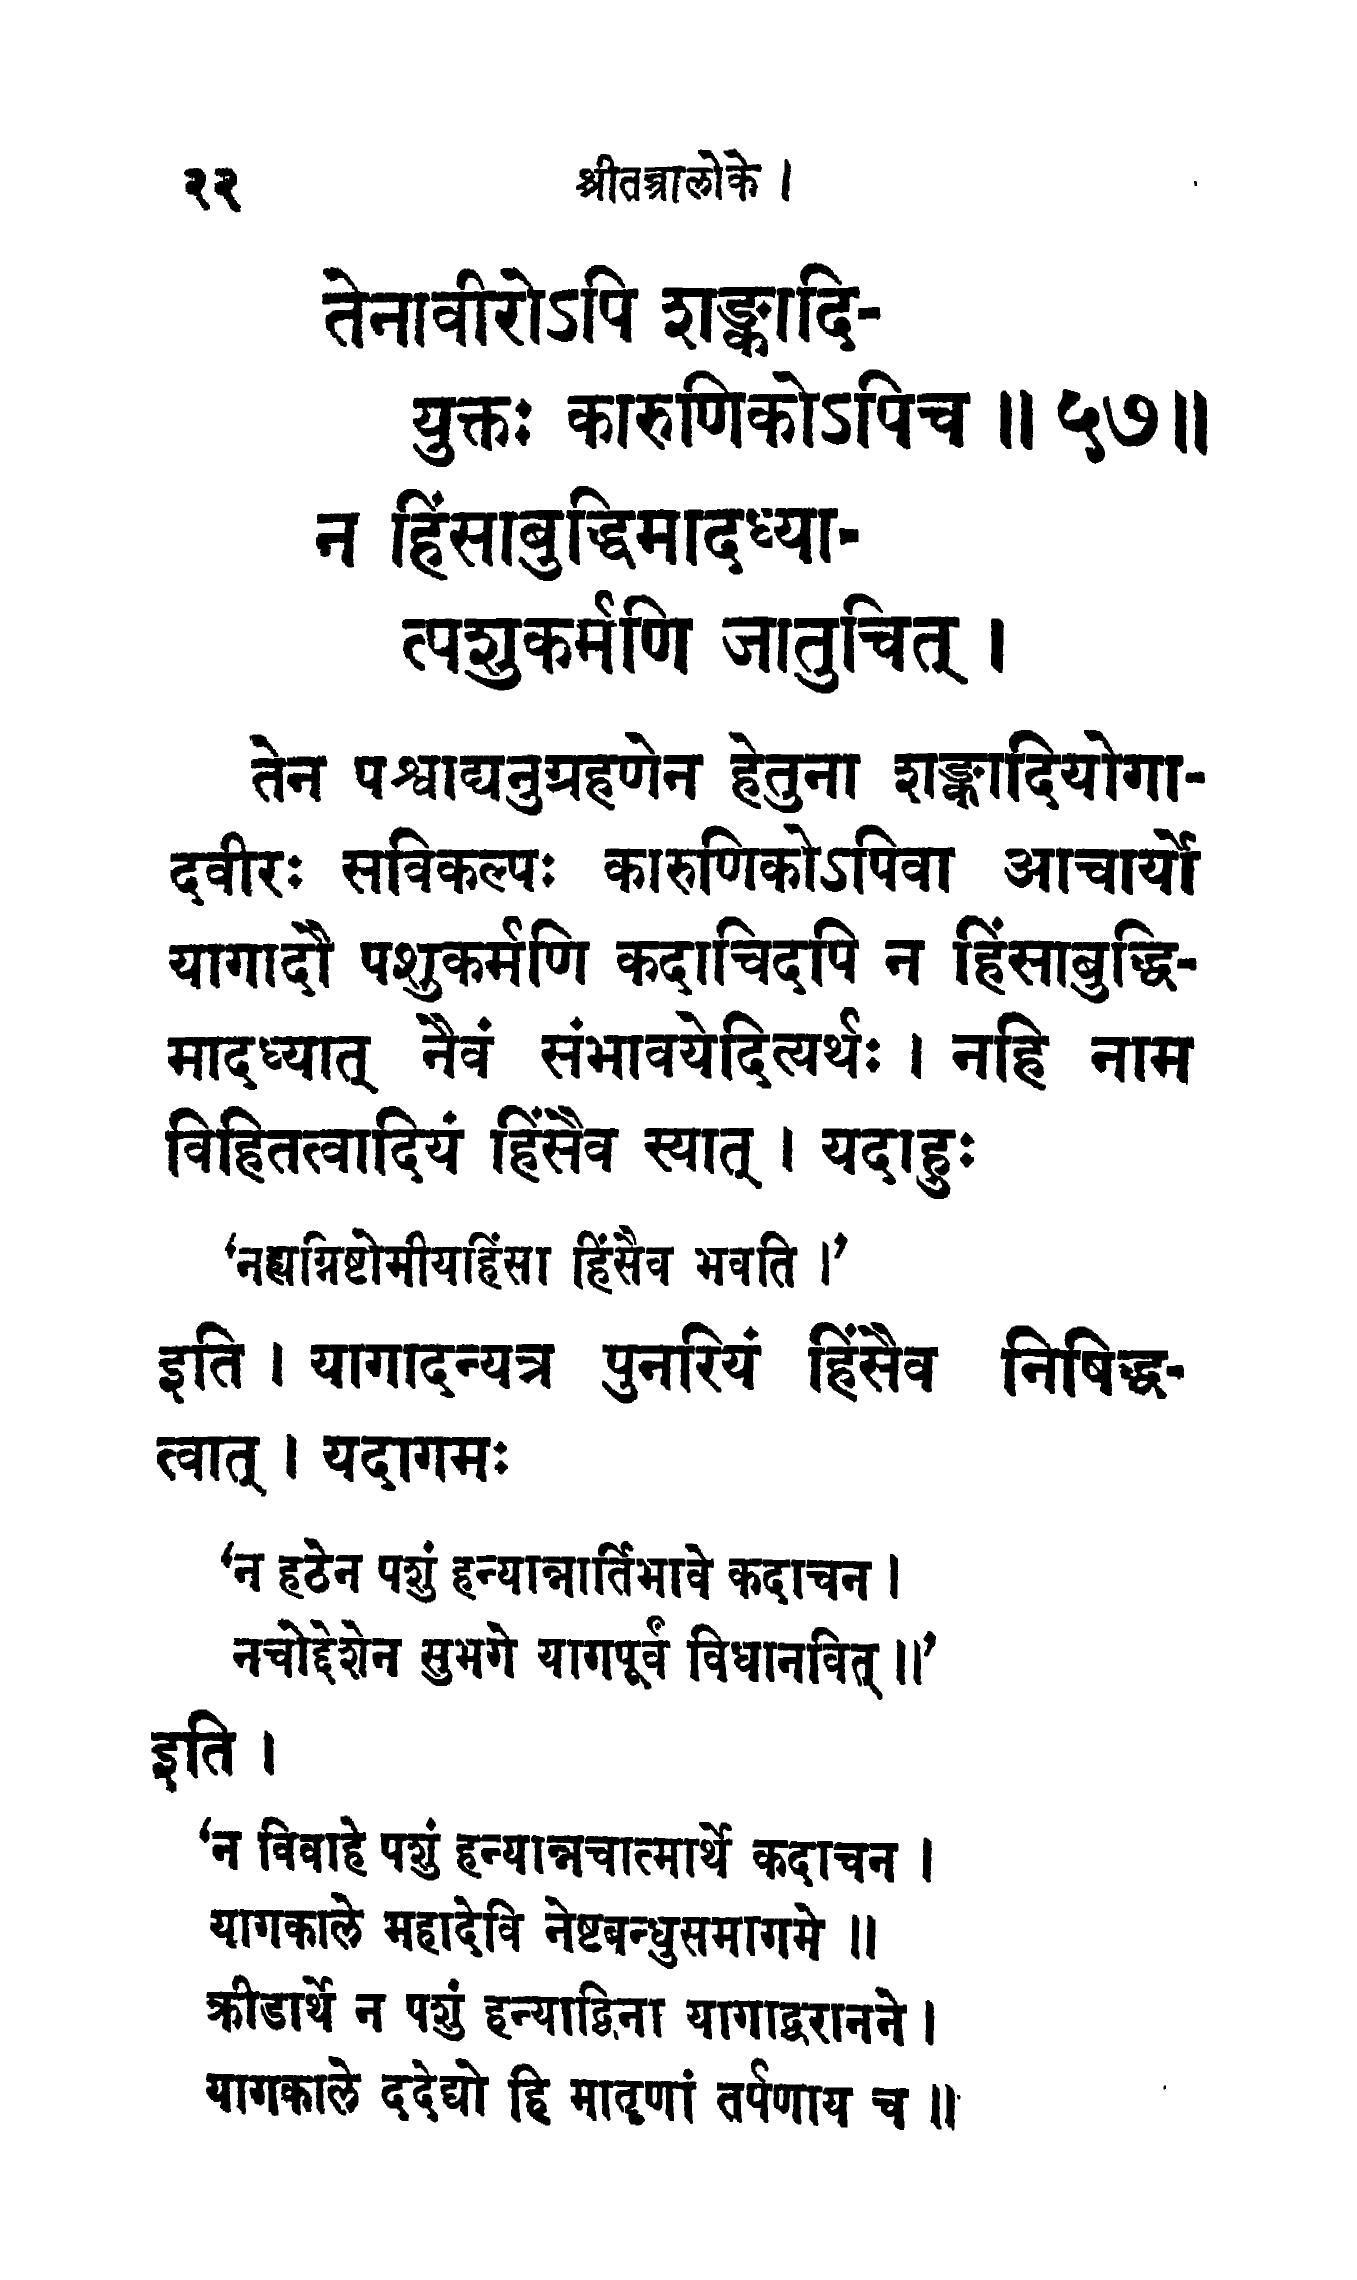 २२ श्रीतन्त्रालोके ।
तेनावीरोऽपि शङ्कादि-
युक्तः कारुणिकोऽपिच ॥ ५७॥
न हिंसाबुद्धिमादध्या-
त्पशुकर्मणि जातुचित् ।
तेन पश्वाद्यनुग्रहणेन हेतुना शङ्कादियोगा-
दवीरः सविकल्पः कारुणिकोऽपिवा आचार्यो
यागादौ पशुकर्मणि कदाचिदपि न हिंसाबुद्धि-
मादध्यात् नैवं संभावयेदित्यर्थः । नहि नाम
विहितत्वादियं हिंसैव स्यात् । यदाहुः
‘नह्यग्निष्टोमीयहिंसा हिंसैव भवति ।’
इति । यागादन्यत्र पुनरियं हिंसैव निषिद्ध-
त्वात् । यदागमः
‘न हठेन पशुं हन्यान्नार्तिभावे कदाचन ।
नचोद्देशेन सुभगे यागपूर्वं विधानवित् ॥’
इति ।
‘न विवाहे पशुं हन्यान्नचात्मार्थे कदाचन ।
यागकाले महादेवि नेष्टबन्धुसमागमे ॥
क्रीडार्थे न पशुं हन्याद्विना यागाद्वरानने ।
यागकाले ददेद्यो हि मातॄणां तर्पणाय च ॥